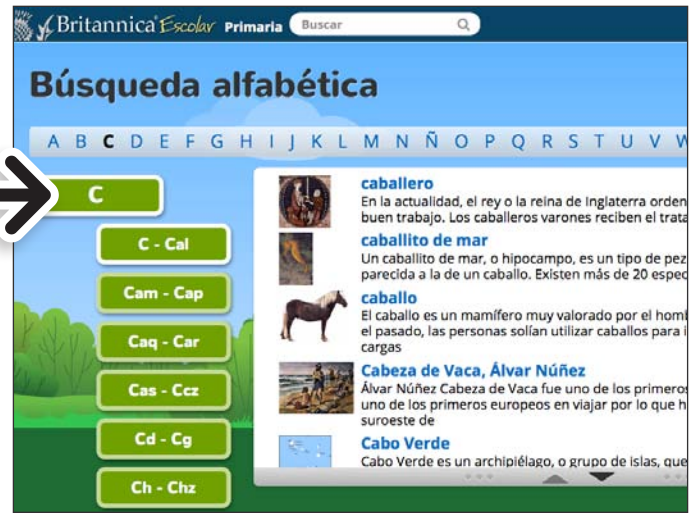 Britannica Escolar Primaria Buscar
Búsqueda alfabética
A B C D E F G H I J K L M N Ñ O P Q R S T U V
C
C - Cal
Cam - Cap
Caq - Car
Cas - Ccz
Cd - Cg
Ch - Chz
caballero
En la actualidad, el rey o la reina de Inglaterra orden
buen trabajo. Los caballeros varones reciben el trata
caballito de mar
Un caballito de mar, o hipocampo, es un tipo de pez
parecida a la de un caballo. Existen más de 20 espec
caballo
El caballo es un mamífero muy valorado por el homb
el pasado, las personas solían utilizar caballos para i
cargas
Cabeza de Vaca, Álvar Núñez
Álvar Núñez Cabeza de Vaca fue uno de los primeros
uno de los primeros europeos en viajar por lo que h
suroeste de
Cabo Verde
Cabo Verde es un archipiélago, o grupo de islas, que